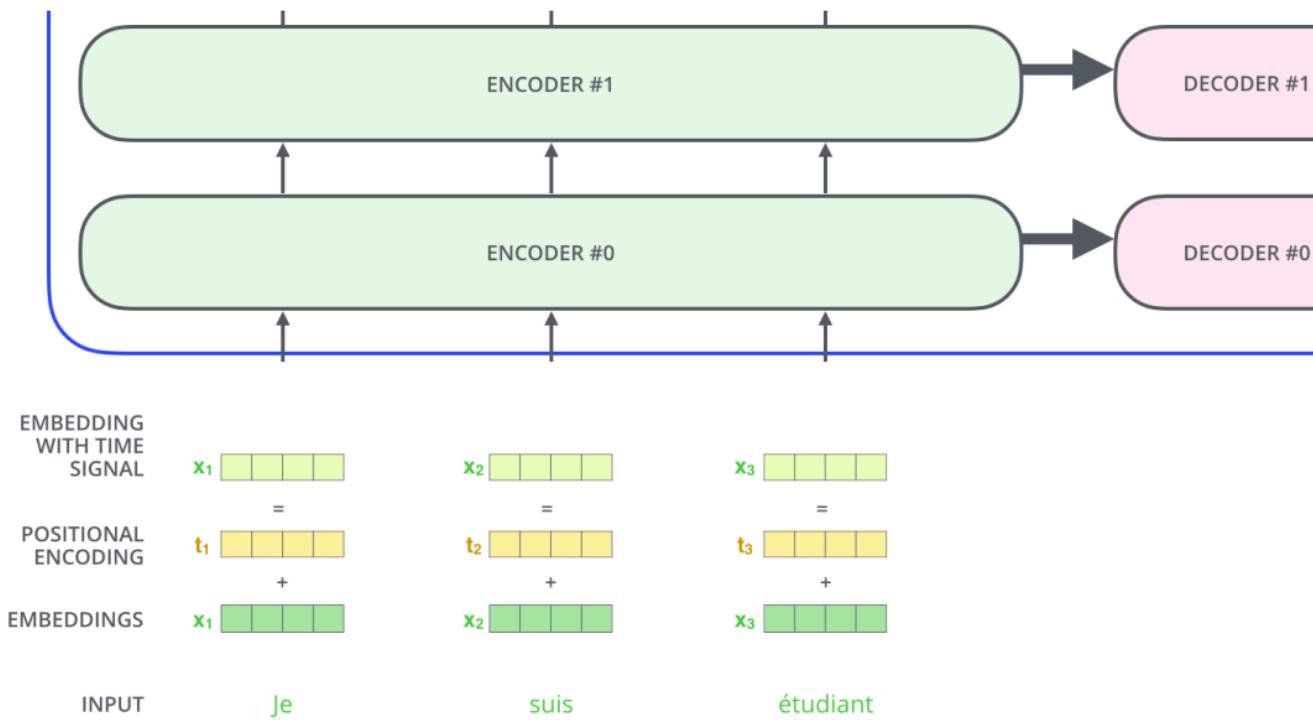 ENCODER #1
DECODER #1
ENCODER #0
DECODER #0
EMBEDDING
WITH TIME
SIGNAL
x₁ x₂ x₃
= = =
POSITIONAL
ENCODING
t₁ t₂ t₃
+ + +
EMBEDDINGS x₁ x₂ x₃
INPUT Je suis étudiant